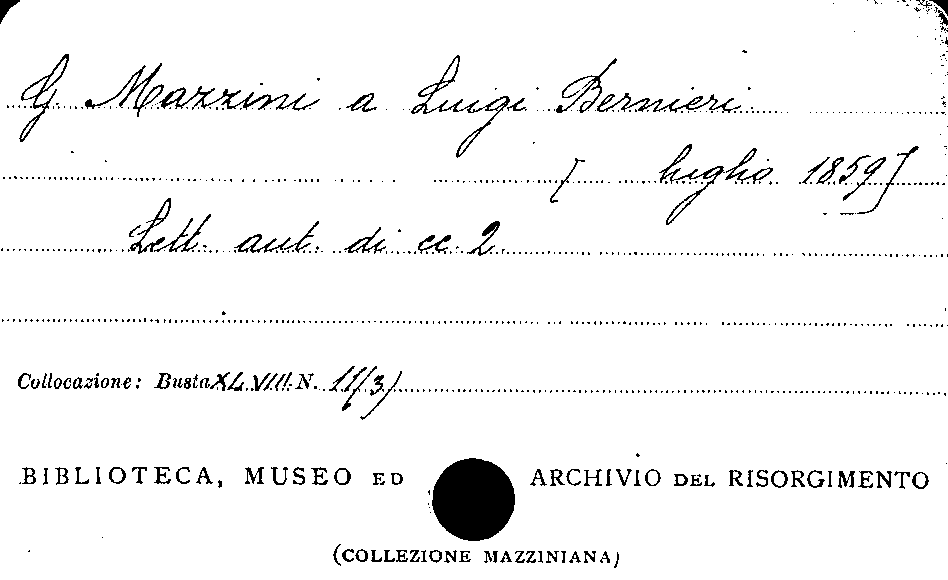 G. Mazzini a Luigi Bernieri
[ luglio 1859]
Lett. aut. di cc. 2
Collocazione: Busta XLVIII N. 11(3)
BIBLIOTECA, MUSEO ED ARCHIVIO DEL RISORGIMENTO
(COLLEZIONE MAZZINIANA)